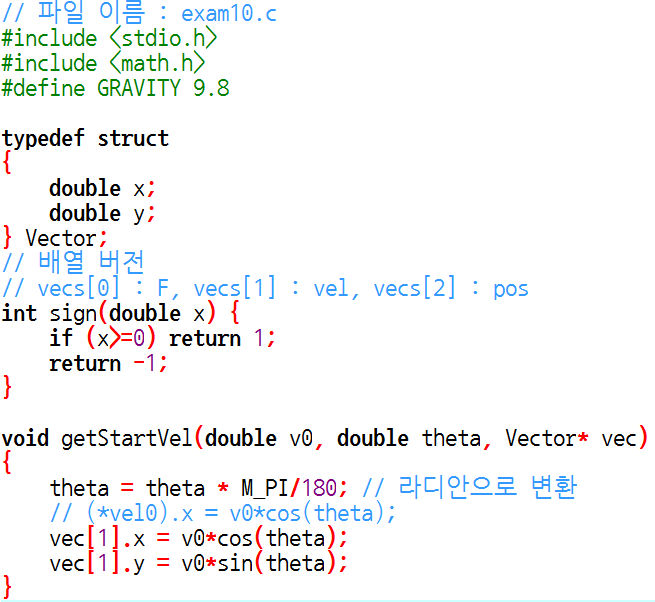 // 파일 이름 : exam10.c
#include <stdio.h>
#include <math.h>
#define GRAVITY 9.8
typedef struct
{
    double x;
    double y;
} Vector;
// 배열 버전
// vecs[0] : F, vecs[1] : vel, vecs[2] : pos
int sign(double x) {
    if (x>=0) return 1;
    return -1;
}
void getStartVel(double v0, double theta, Vector* vec)
{
    theta = theta * M_PI/180; // 라디안으로 변환
    // (*vel0).x = v0*cos(theta);
    vec[1].x = v0*cos(theta);
    vec[1].y = v0*sin(theta);
}